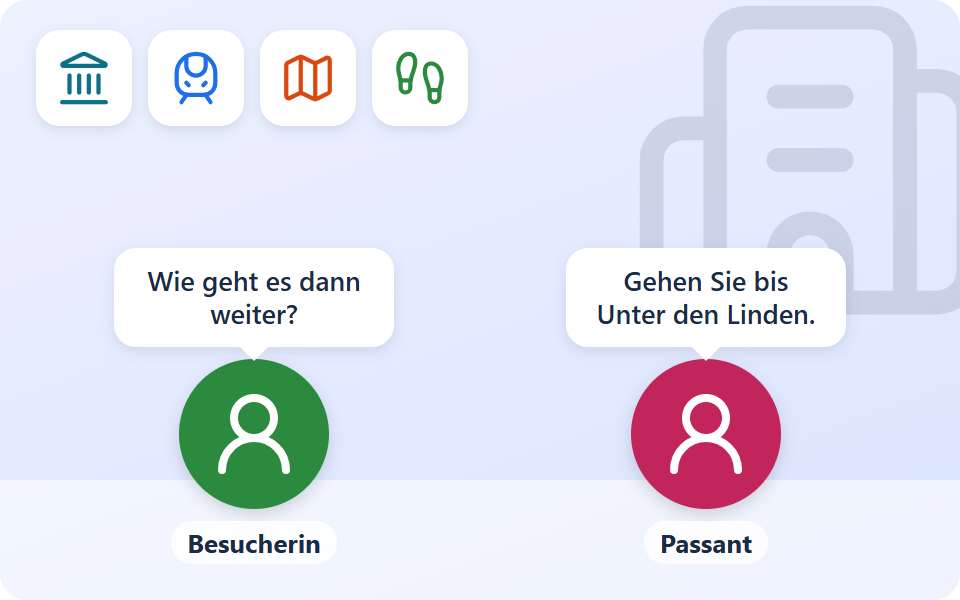 Wie geht es dann
weiter?
Gehen Sie bis
Unter den Linden.
Besucherin
Passant